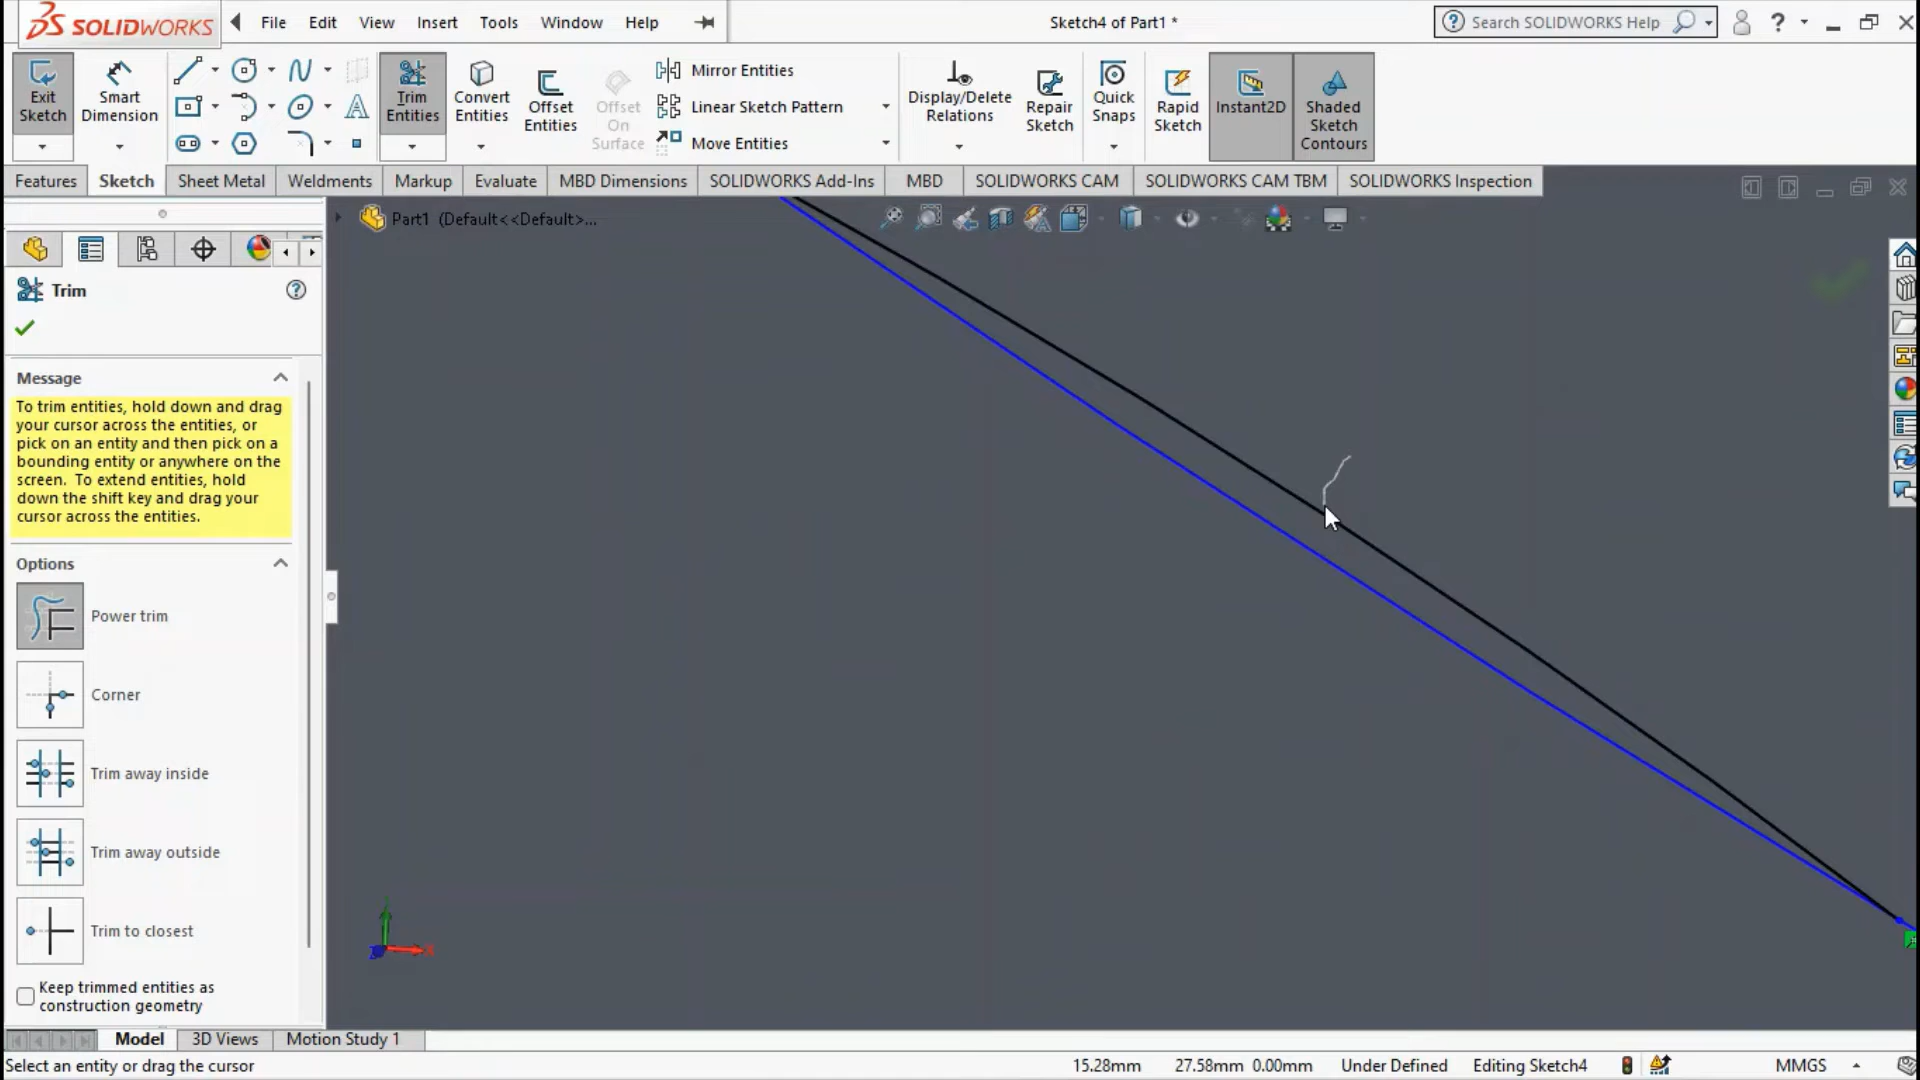 SOLIDWORKS
File Edit View Insert Tools Window Help
Sketch4 of Part1 *
Search SOLIDWORKS Help
Exit Sketch
Smart Dimension
Trim Entities
Convert Entities
Offset Entities
Offset On Surface
Mirror Entities
Linear Sketch Pattern
Move Entities
Display/Delete Relations
Repair Sketch
Quick Snaps
Rapid Sketch
Instant2D
Shaded Sketch Contours
Features Sketch Sheet Metal Weldments Markup Evaluate MBD Dimensions SOLIDWORKS Add-Ins MBD SOLIDWORKS CAM SOLIDWORKS CAM TBM SOLIDWORKS Inspection
Part1 (Default<<Default>...
Trim
Message
To trim entities, hold down and drag
your cursor across the entities, or
pick on an entity and then pick on a
bounding entity or anywhere on the
screen. To extend entities, hold
down the shift key and drag your
cursor across the entities.
Options
Power trim
Corner
Trim away inside
Trim away outside
Trim to closest
Keep trimmed entities as
construction geometry
Model 3D Views Motion Study 1
Select an entity or drag the cursor
15.28mm 27.58mm 0.00mm Under Defined Editing Sketch4 MMGS